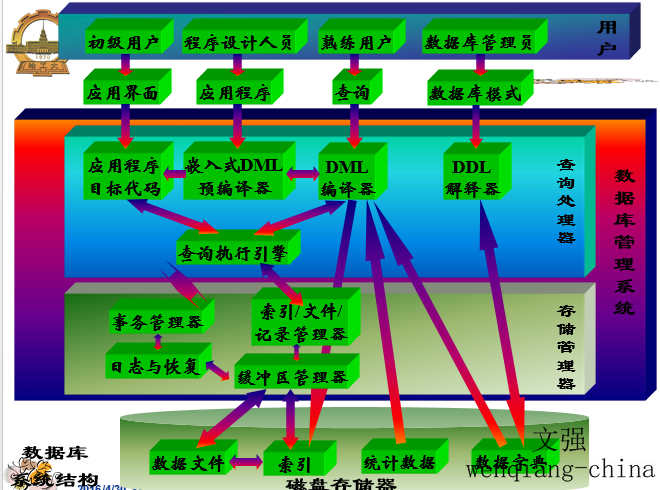 初级用户 程序设计人员 熟练用户 数据库管理员 用户
应用界面 应用程序 查询 数据库模式
应用程序 嵌入式DML DML DDL
目标代码 预编译器 编译器 解释器
查询处理器
数据库管理系统
查询执行引擎
事务管理器 索引/文件/
记录管理器
日志与恢复 缓冲区管理器
存储管理器
数据文件 索引 统计数据 数据字典
磁盘存储器
数据库
系统结构
文强
wenqiang-china
哈工大
1920